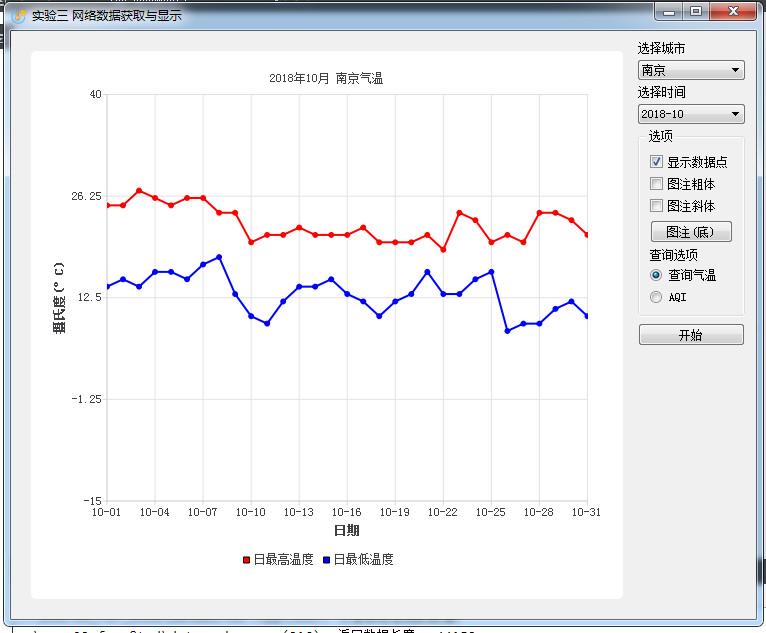 实验三 网络数据获取与显示
2018年10月 南京气温
40
26.25
12.5
-1.25
-15
摄氏度(° C)
10-01 10-04 10-07 10-10 10-13 10-16 10-19 10-22 10-25 10-28 10-31
日期
日最高温度 日最低温度
选择城市
南京
选择时间
2018-10
选项
显示数据点
图注粗体
图注斜体
图注(底)
查询选项
查询气温
AQI
开始